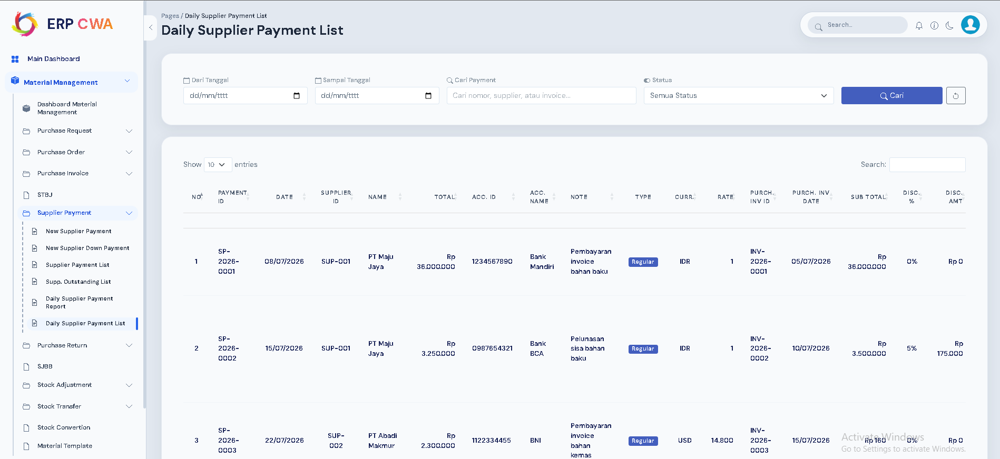 ERP CWA
Pages / Daily Supplier Payment List
Daily Supplier Payment List
Search...
Main Dashboard
Material Management
Dashboard Material
Management
Purchase Request
Purchase Order
Purchase Invoice
STBJ
Supplier Payment
New Supplier Payment
New Supplier Down Payment
Supplier Payment List
Supp. Outstanding List
Daily Supplier Payment
Report
Daily Supplier Payment List
Purchase Return
SJBB
Stock Adjustment
Stock Transfer
Stock Convertion
Material Template
Dari Tanggal
dd/mm/tttt
Sampai Tanggal
dd/mm/tttt
Cari Payment
Cari nomor, supplier, atau invoice...
Status
Semua Status
Cari
Show 10 entries
Search:
NO
PAYMENT
ID
DATE
SUPPLIER
ID
NAME
TOTAL
ACC. ID
ACC.
NAME
NOTE
TYPE
CURR.
RATE
PURCH.
INV ID
PURCH. INV
DATE
SUB TOTAL
DISC.
%
DISC.
AMT
1
SP-
2026-
0001
08/07/2026
SUP-001
PT Maju
Jaya
Rp
36.000.000
1234567890
Bank
Mandiri
Pembayaran
invoice
bahan baku
Regular
IDR
1
INV-
2026-
0001
05/07/2026
Rp
36.000.000
0%
Rp 0
2
SP-
2026-
0002
15/07/2026
SUP-001
PT Maju
Jaya
Rp
3.250.000
0987654321
Bank
BCA
Pelunasan
sisa bahan
baku
Regular
IDR
1
INV-
2026-
0002
10/07/2026
Rp
3.500.000
5%
Rp
175.000
3
SP-
2026-
0003
22/07/2026
SUP-
002
PT Abadi
Makmur
Rp
2.300.000
1122334455
BNI
Pembayaran
invoice
bahan
kemas
Regular
USD
14.800
INV-
2026-
0003
15/07/2026
Rp 160
0%
Rp 0
Activate Windows
Go to Settings to activate Windows.